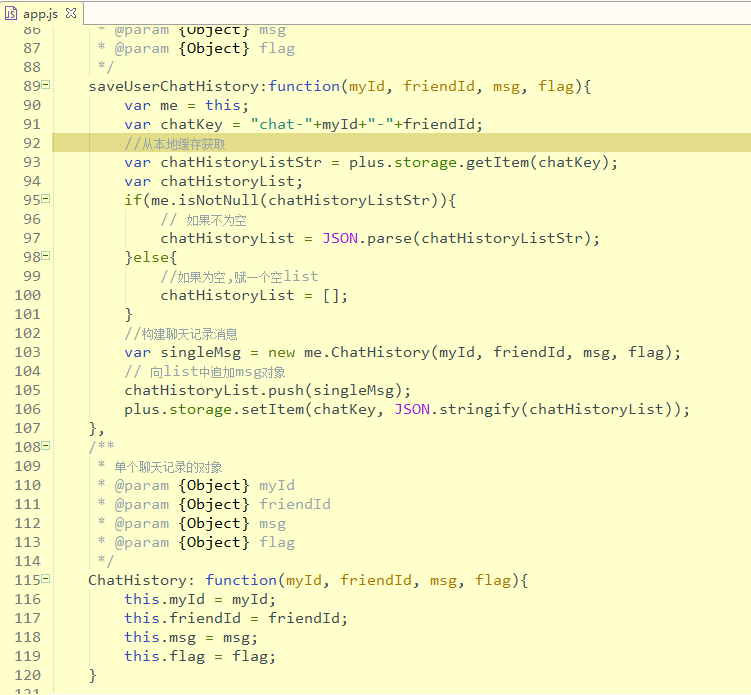 app.js
86 * @param {Object} msg
87 * @param {Object} flag
88 */
89 saveUserChatHistory:function(myId, friendId, msg, flag){
90 var me = this;
91 var chatKey = "chat-"+myId+"-"+friendId;
92 //从本地缓存获取
93 var chatHistoryListStr = plus.storage.getItem(chatKey);
94 var chatHistoryList;
95 if(me.isNotNull(chatHistoryListStr)){
96 // 如果不为空
97 chatHistoryList = JSON.parse(chatHistoryListStr);
98 }else{
99 //如果为空,赋一个空list
100 chatHistoryList = [];
101 }
102 //构建聊天记录消息
103 var singleMsg = new me.ChatHistory(myId, friendId, msg, flag);
104 // 向list中追加msg对象
105 chatHistoryList.push(singleMsg);
106 plus.storage.setItem(chatKey, JSON.stringify(chatHistoryList));
107 },
108 /**
109 * 单个聊天记录的对象
110 * @param {Object} myId
111 * @param {Object} friendId
112 * @param {Object} msg
113 * @param {Object} flag
114 */
115 ChatHistory: function(myId, friendId, msg, flag){
116 this.myId = myId;
117 this.friendId = friendId;
118 this.msg = msg;
119 this.flag = flag;
120 }
121